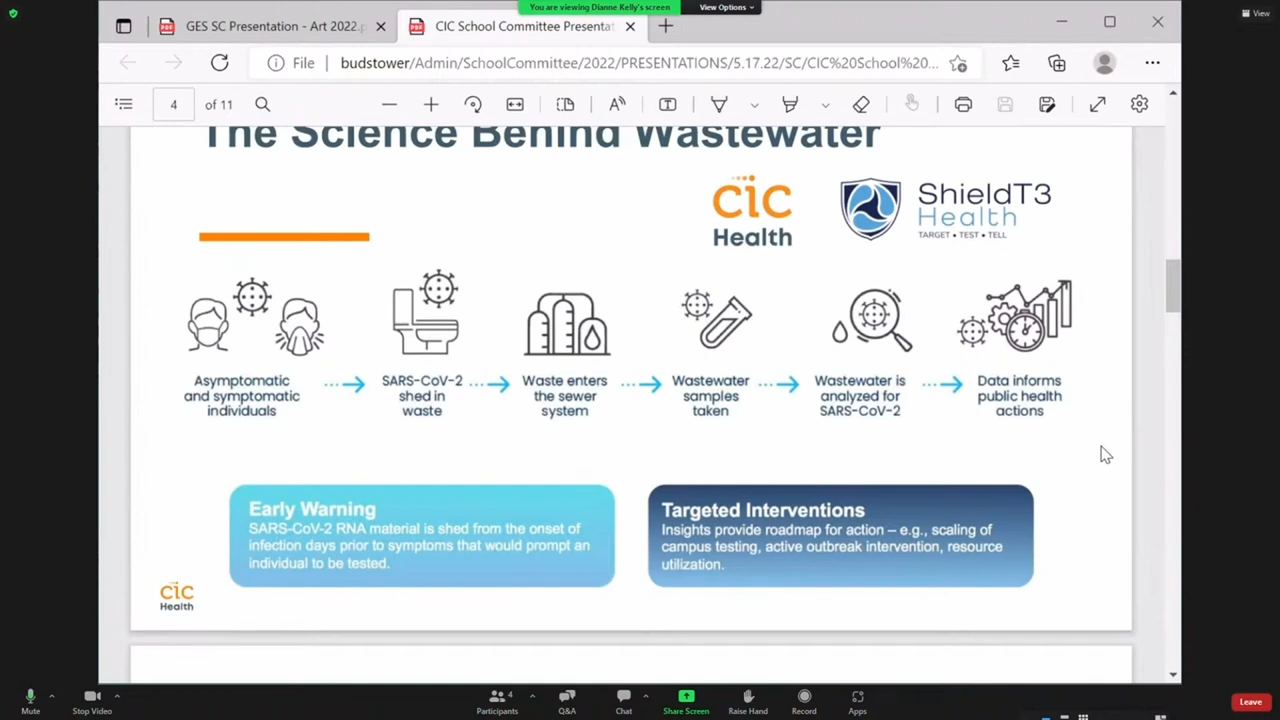 You are viewing Dianne Kelly's screen
View Options
View
GES SC Presentation - Art 2022.p
CIC School Committee Presentat
File
budstower/Admin/SchoolCommittee/2022/PRESENTATIONS/5.17.22/SC/CIC%20School%20...
4 of 11
The Science Behind Wastewater
cic Health
ShieldT3
Health
TARGET • TEST • TELL
Asymptomatic
and symptomatic
individuals
SARS-CoV-2
shed in
waste
Waste enters
the sewer
system
Wastewater
samples
taken
Wastewater is
analyzed for
SARS-CoV-2
Data informs
public health
actions
Early Warning
SARS-CoV-2 RNA material is shed from the onset of
infection days prior to symptoms that would prompt an
individual to be tested.
Targeted Interventions
Insights provide roadmap for action – e.g., scaling of
campus testing, active outbreak intervention, resource
utilization.
cic
Health
Mute
Stop Video
Participants
4
Q&A
Chat
Share Screen
Raise Hand
Record
Apps
Leave